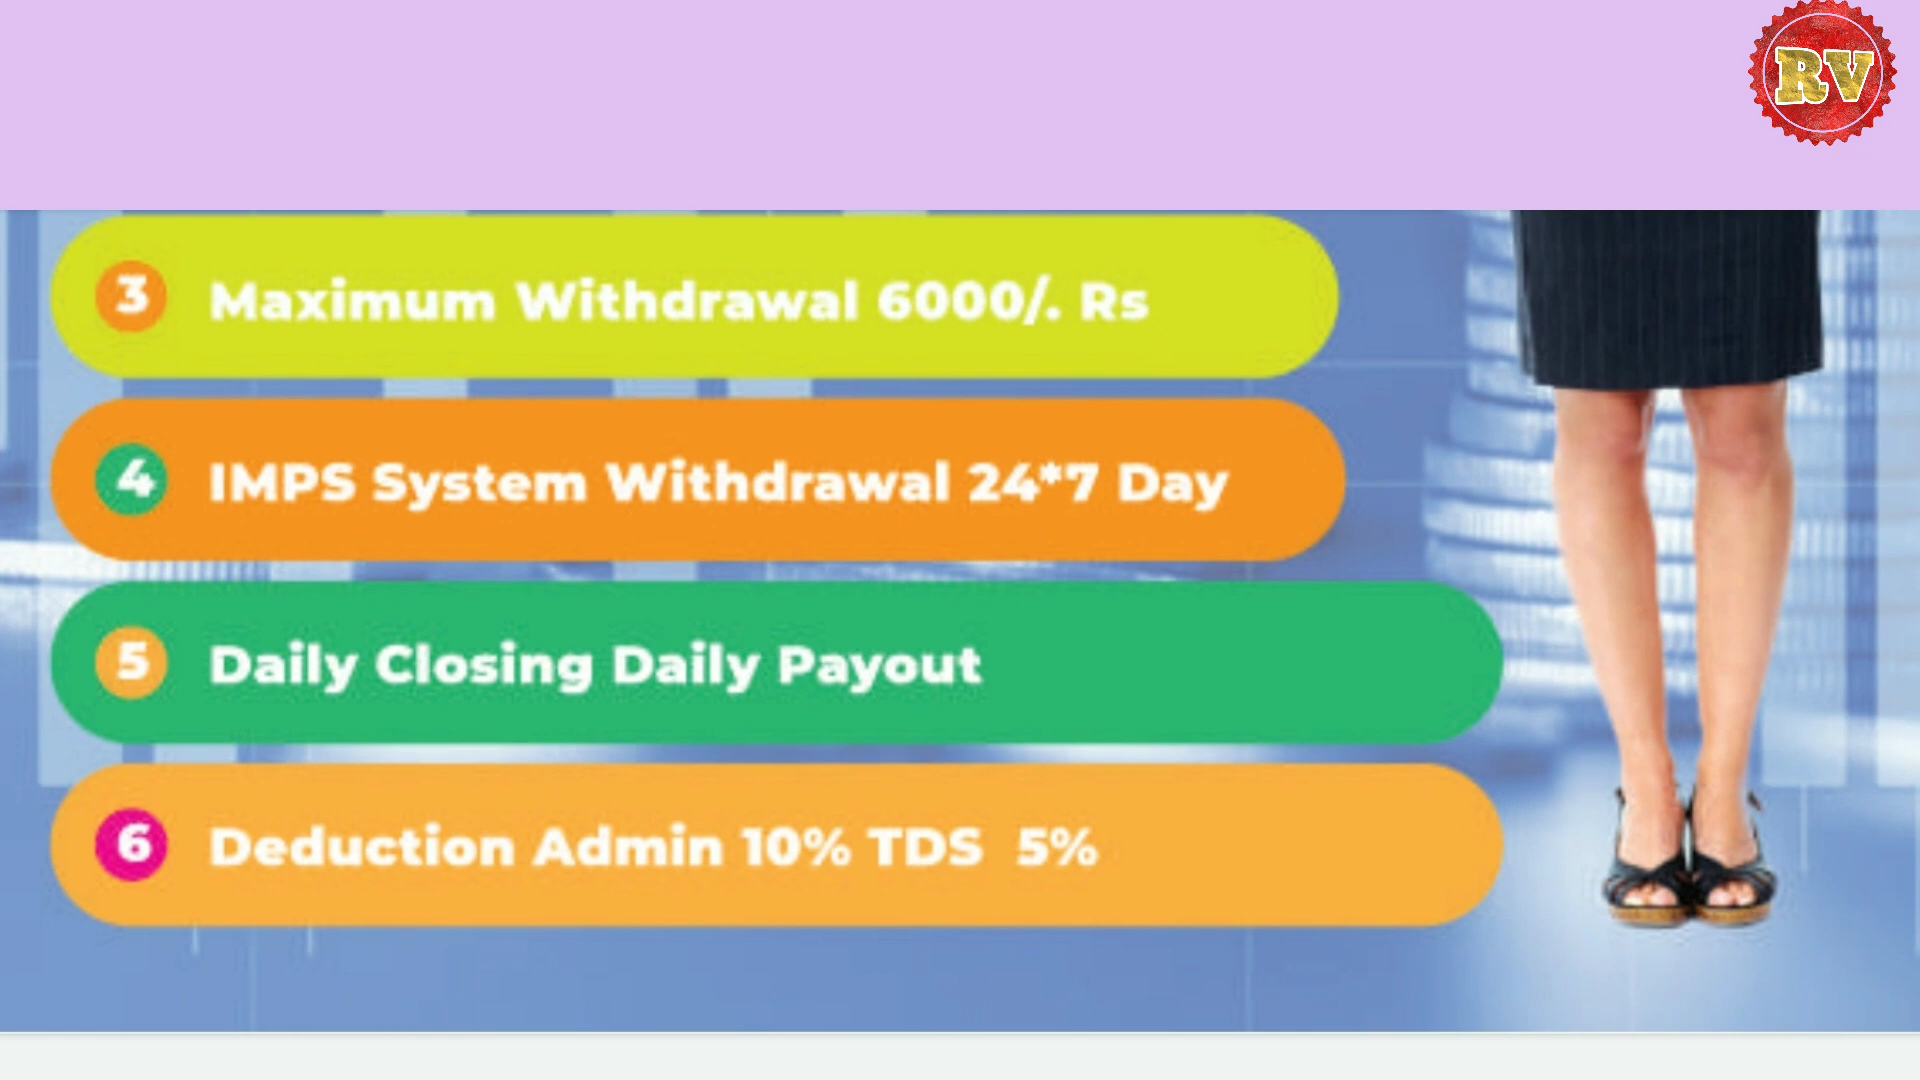 RV
3 Maximum Withdrawal 6000/. Rs
4 IMPS System Withdrawal 24*7 Day
5 Daily Closing Daily Payout
6 Deduction Admin 10% TDS 5%